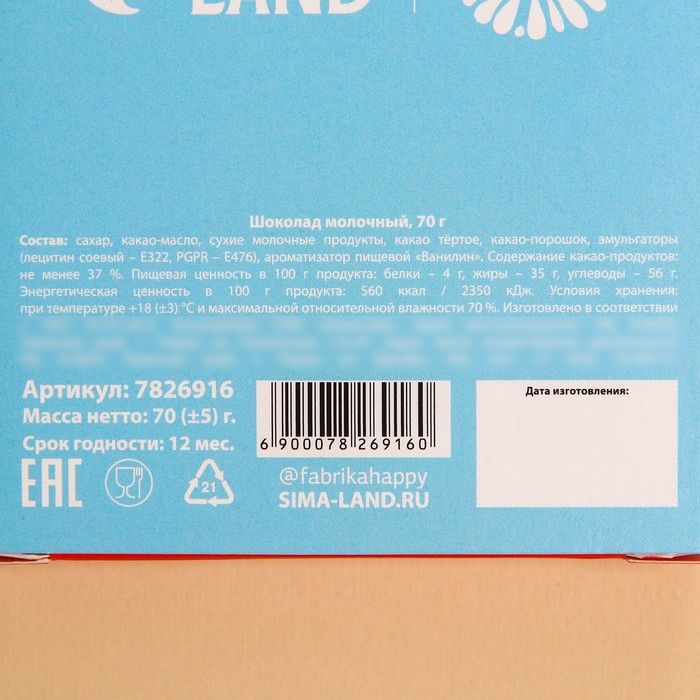 LAND
Шоколад молочный, 70 г
Состав: сахар, какао-масло, сухие молочные продукты, какао тёртое, какао-порошок, эмульгаторы
(лецитин соевый – Е322, PGPR – Е476), ароматизатор пищевой «Ванилин». Содержание какао-продуктов:
не менее 37 %. Пищевая ценность в 100 г продукта: белки – 4 г, жиры – 35 г, углеводы – 56 г.
Энергетическая ценность в 100 г продукта: 560 ккал / 2350 кДж. Условия хранения:
при температуре +18 (±3) °С и максимальной относительной влажности 70 %. Изготовлено в соответствии
Артикул: 7826916
Масса нетто: 70 (±5) г.
Срок годности: 12 мес.
6 900078 269160
Дата изготовления:
EAC
21
@fabrikahappy
SIMA-LAND.RU